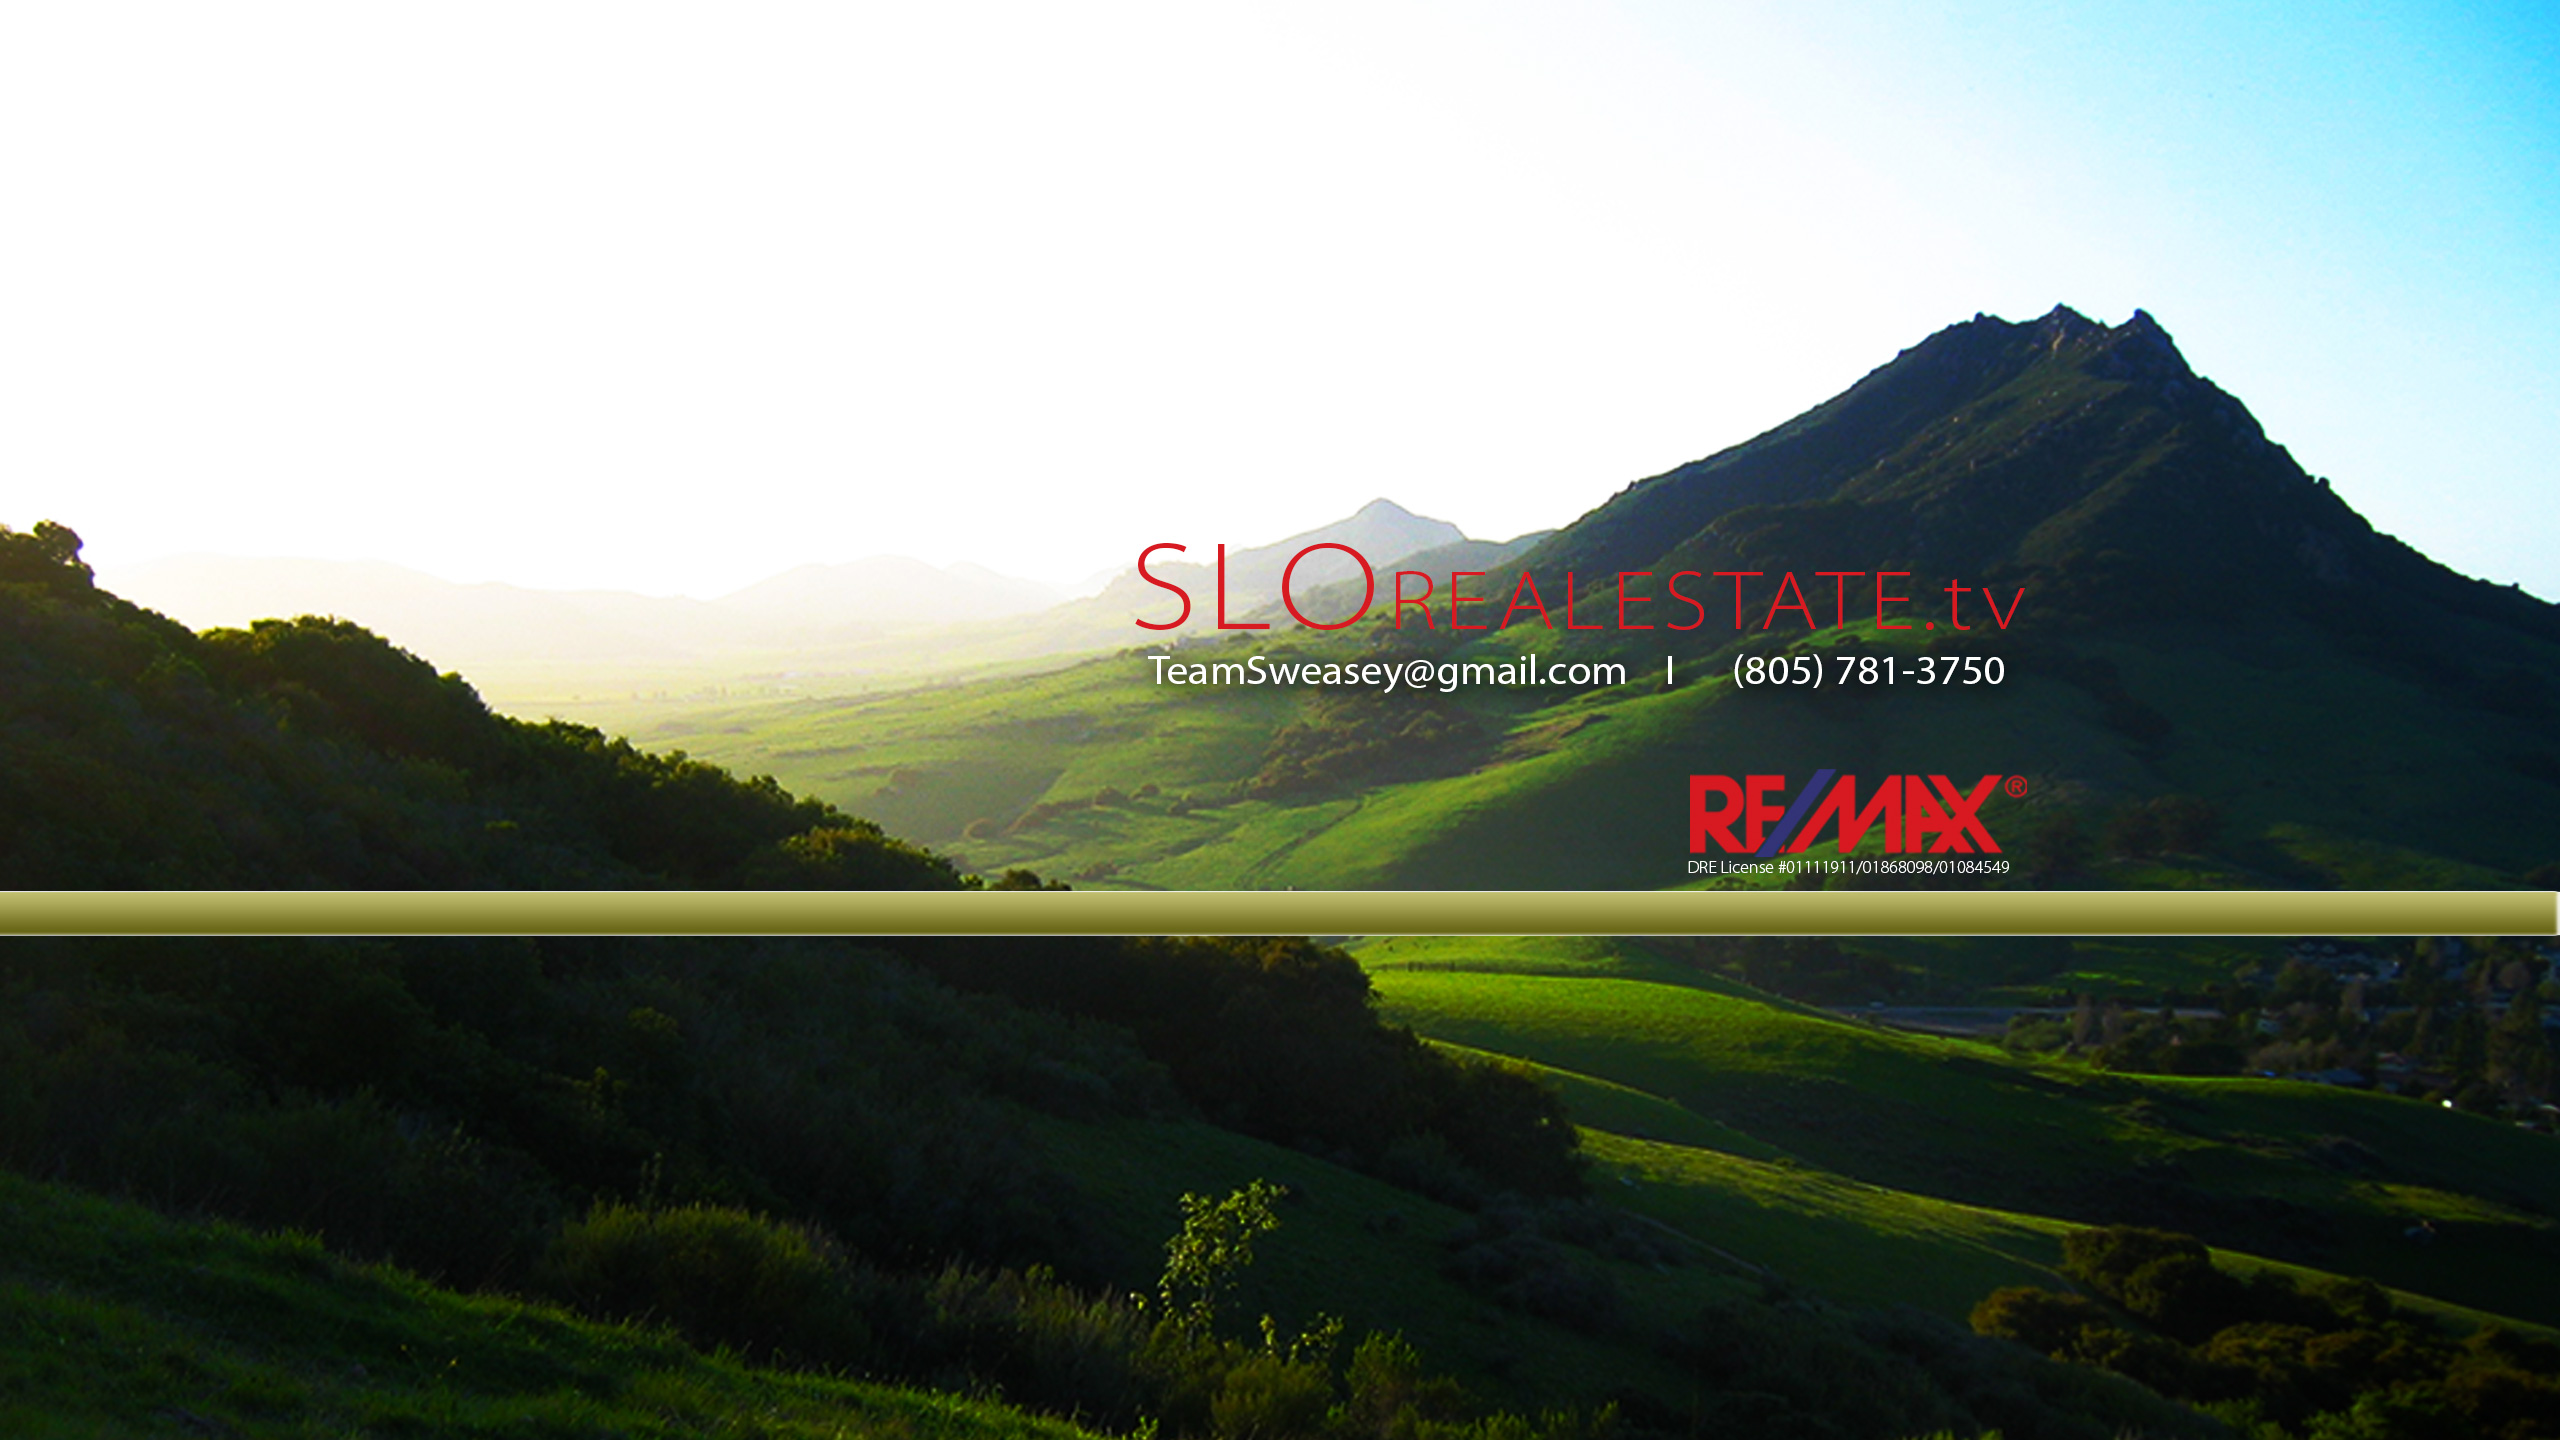 SLOREALESTATE.tv
TeamSweasey@gmail.com I (805) 781-3750
RE/MAX®
DRE License #01111911/01868098/01084549